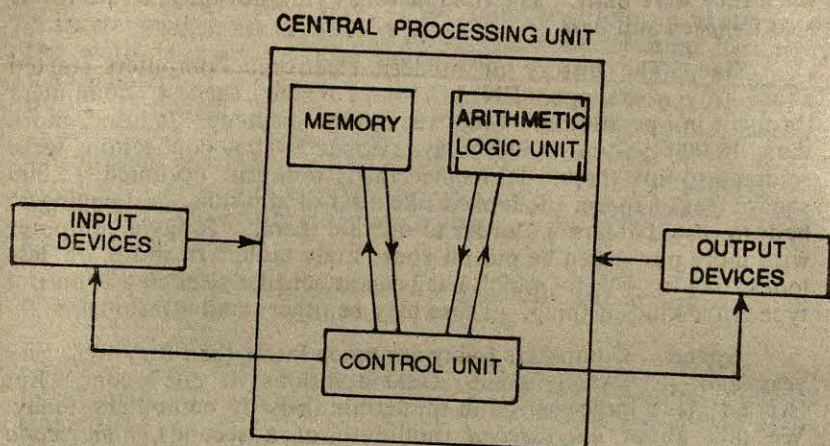 CENTRAL PROCESSING UNIT
MEMORY
ARITHMETIC
LOGIC UNIT
INPUT
DEVICES
OUTPUT
DEVICES
CONTROL UNIT